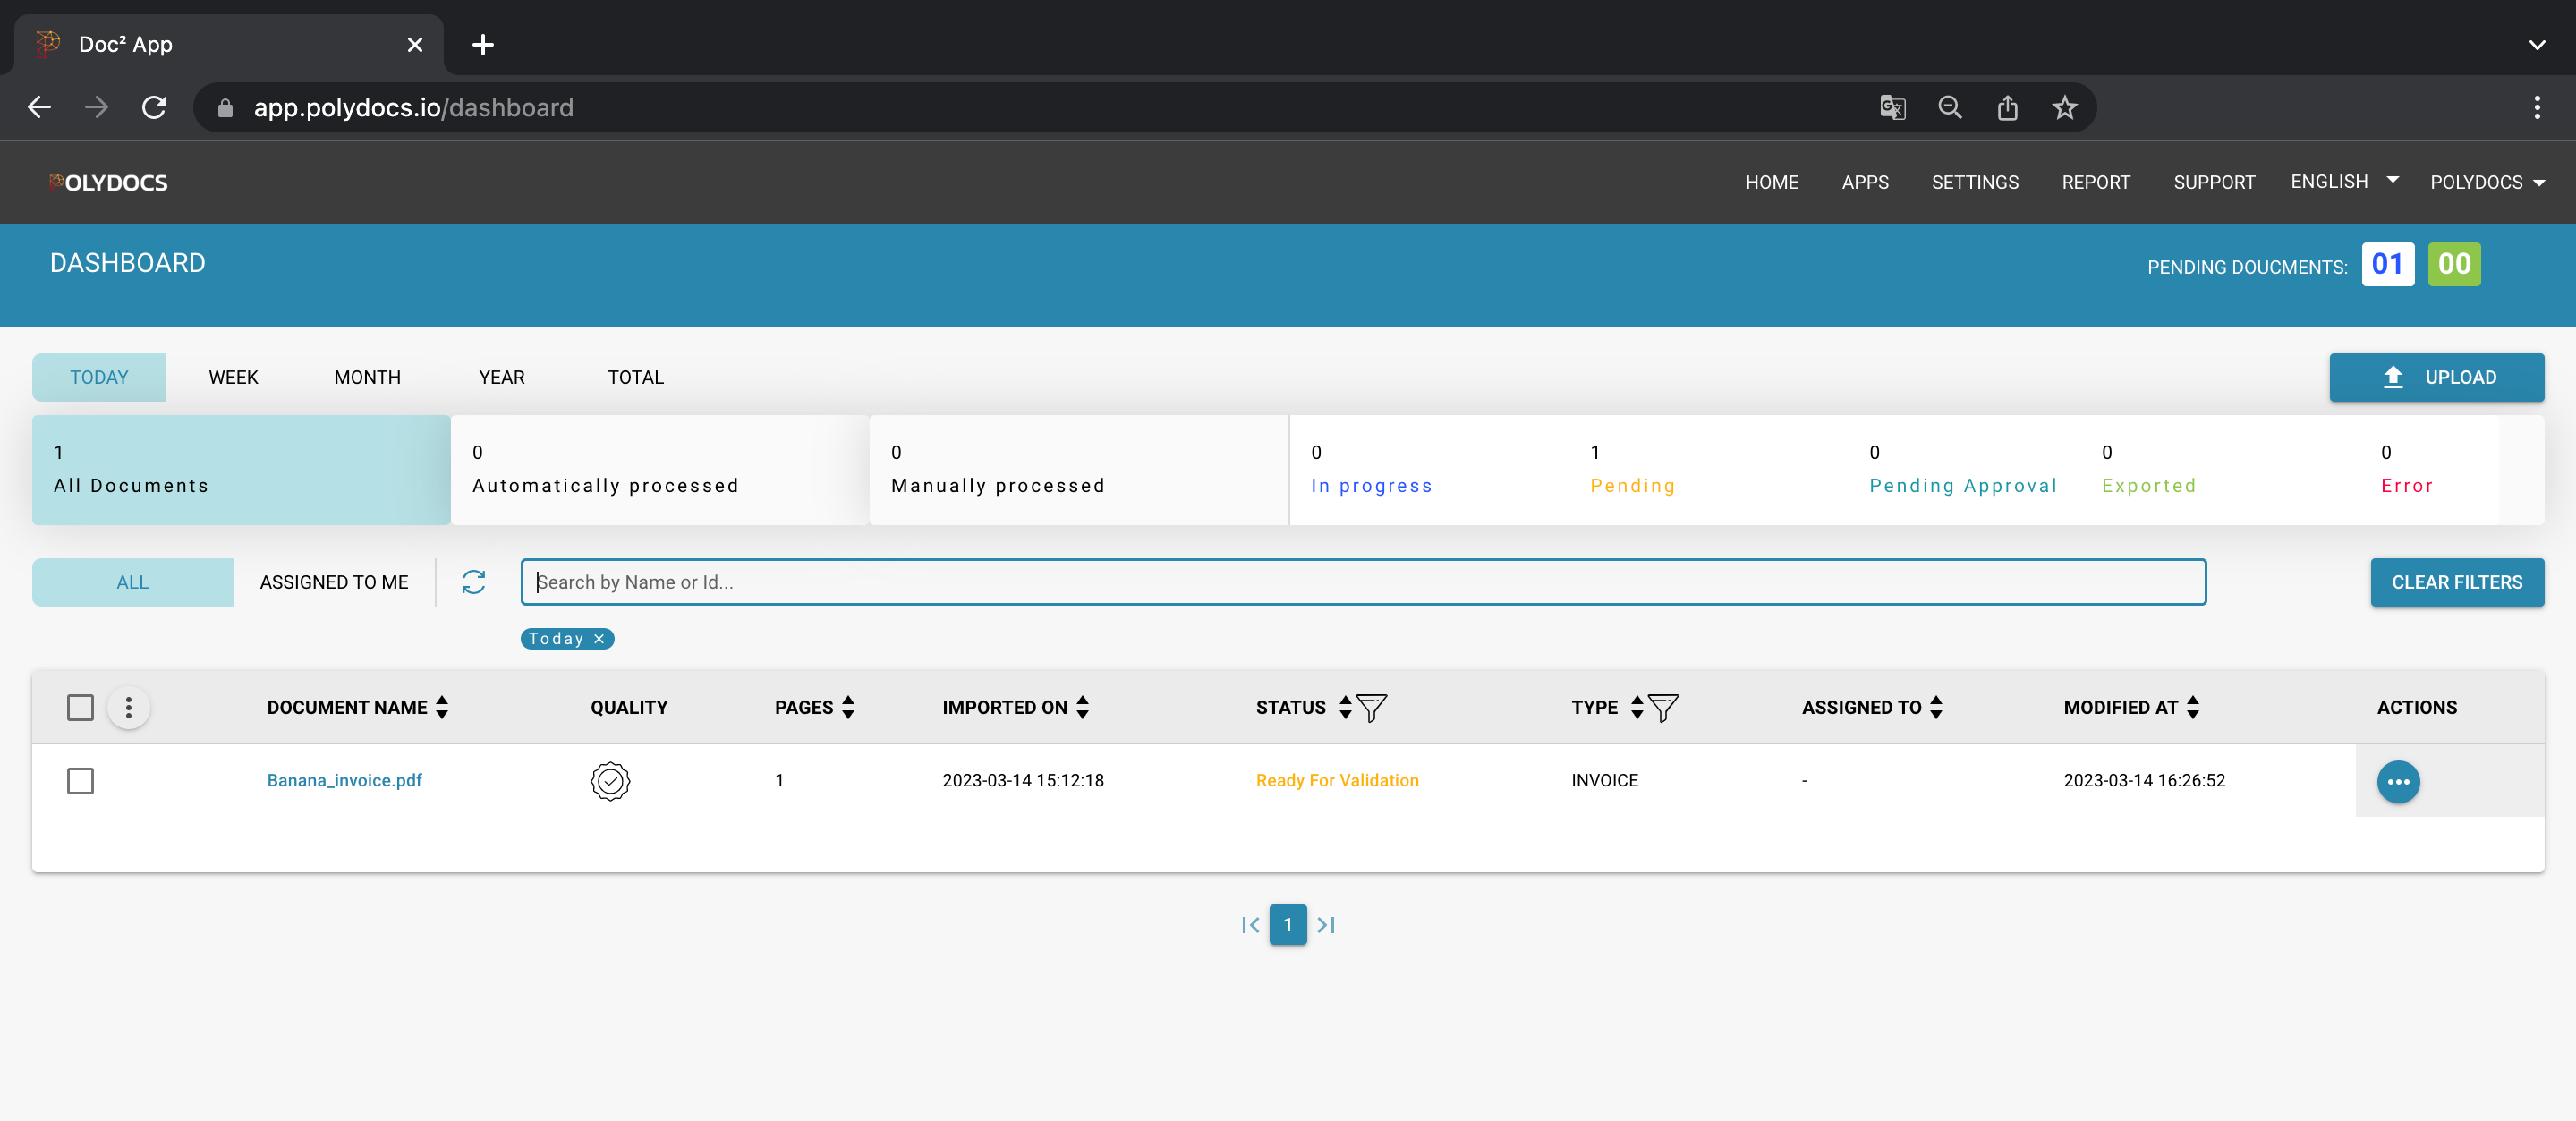 Doc² App
app.polydocs.io/dashboard
POLYDOCS
HOME APPS SETTINGS REPORT SUPPORT ENGLISH POLYDOCS
DASHBOARD
PENDING DOUCMENTS: 01 00
TODAY WEEK MONTH YEAR TOTAL
UPLOAD
1 0 0 0 1 0 0 0
All Documents Automatically processed Manually processed In progress Pending Pending Approval Exported Error
ALL ASSIGNED TO ME Search by Name or Id... CLEAR FILTERS
Today ×
DOCUMENT NAME QUALITY PAGES IMPORTED ON STATUS TYPE ASSIGNED TO MODIFIED AT ACTIONS
Banana_invoice.pdf 1 2023-03-14 15:12:18 Ready For Validation INVOICE - 2023-03-14 16:26:52
1